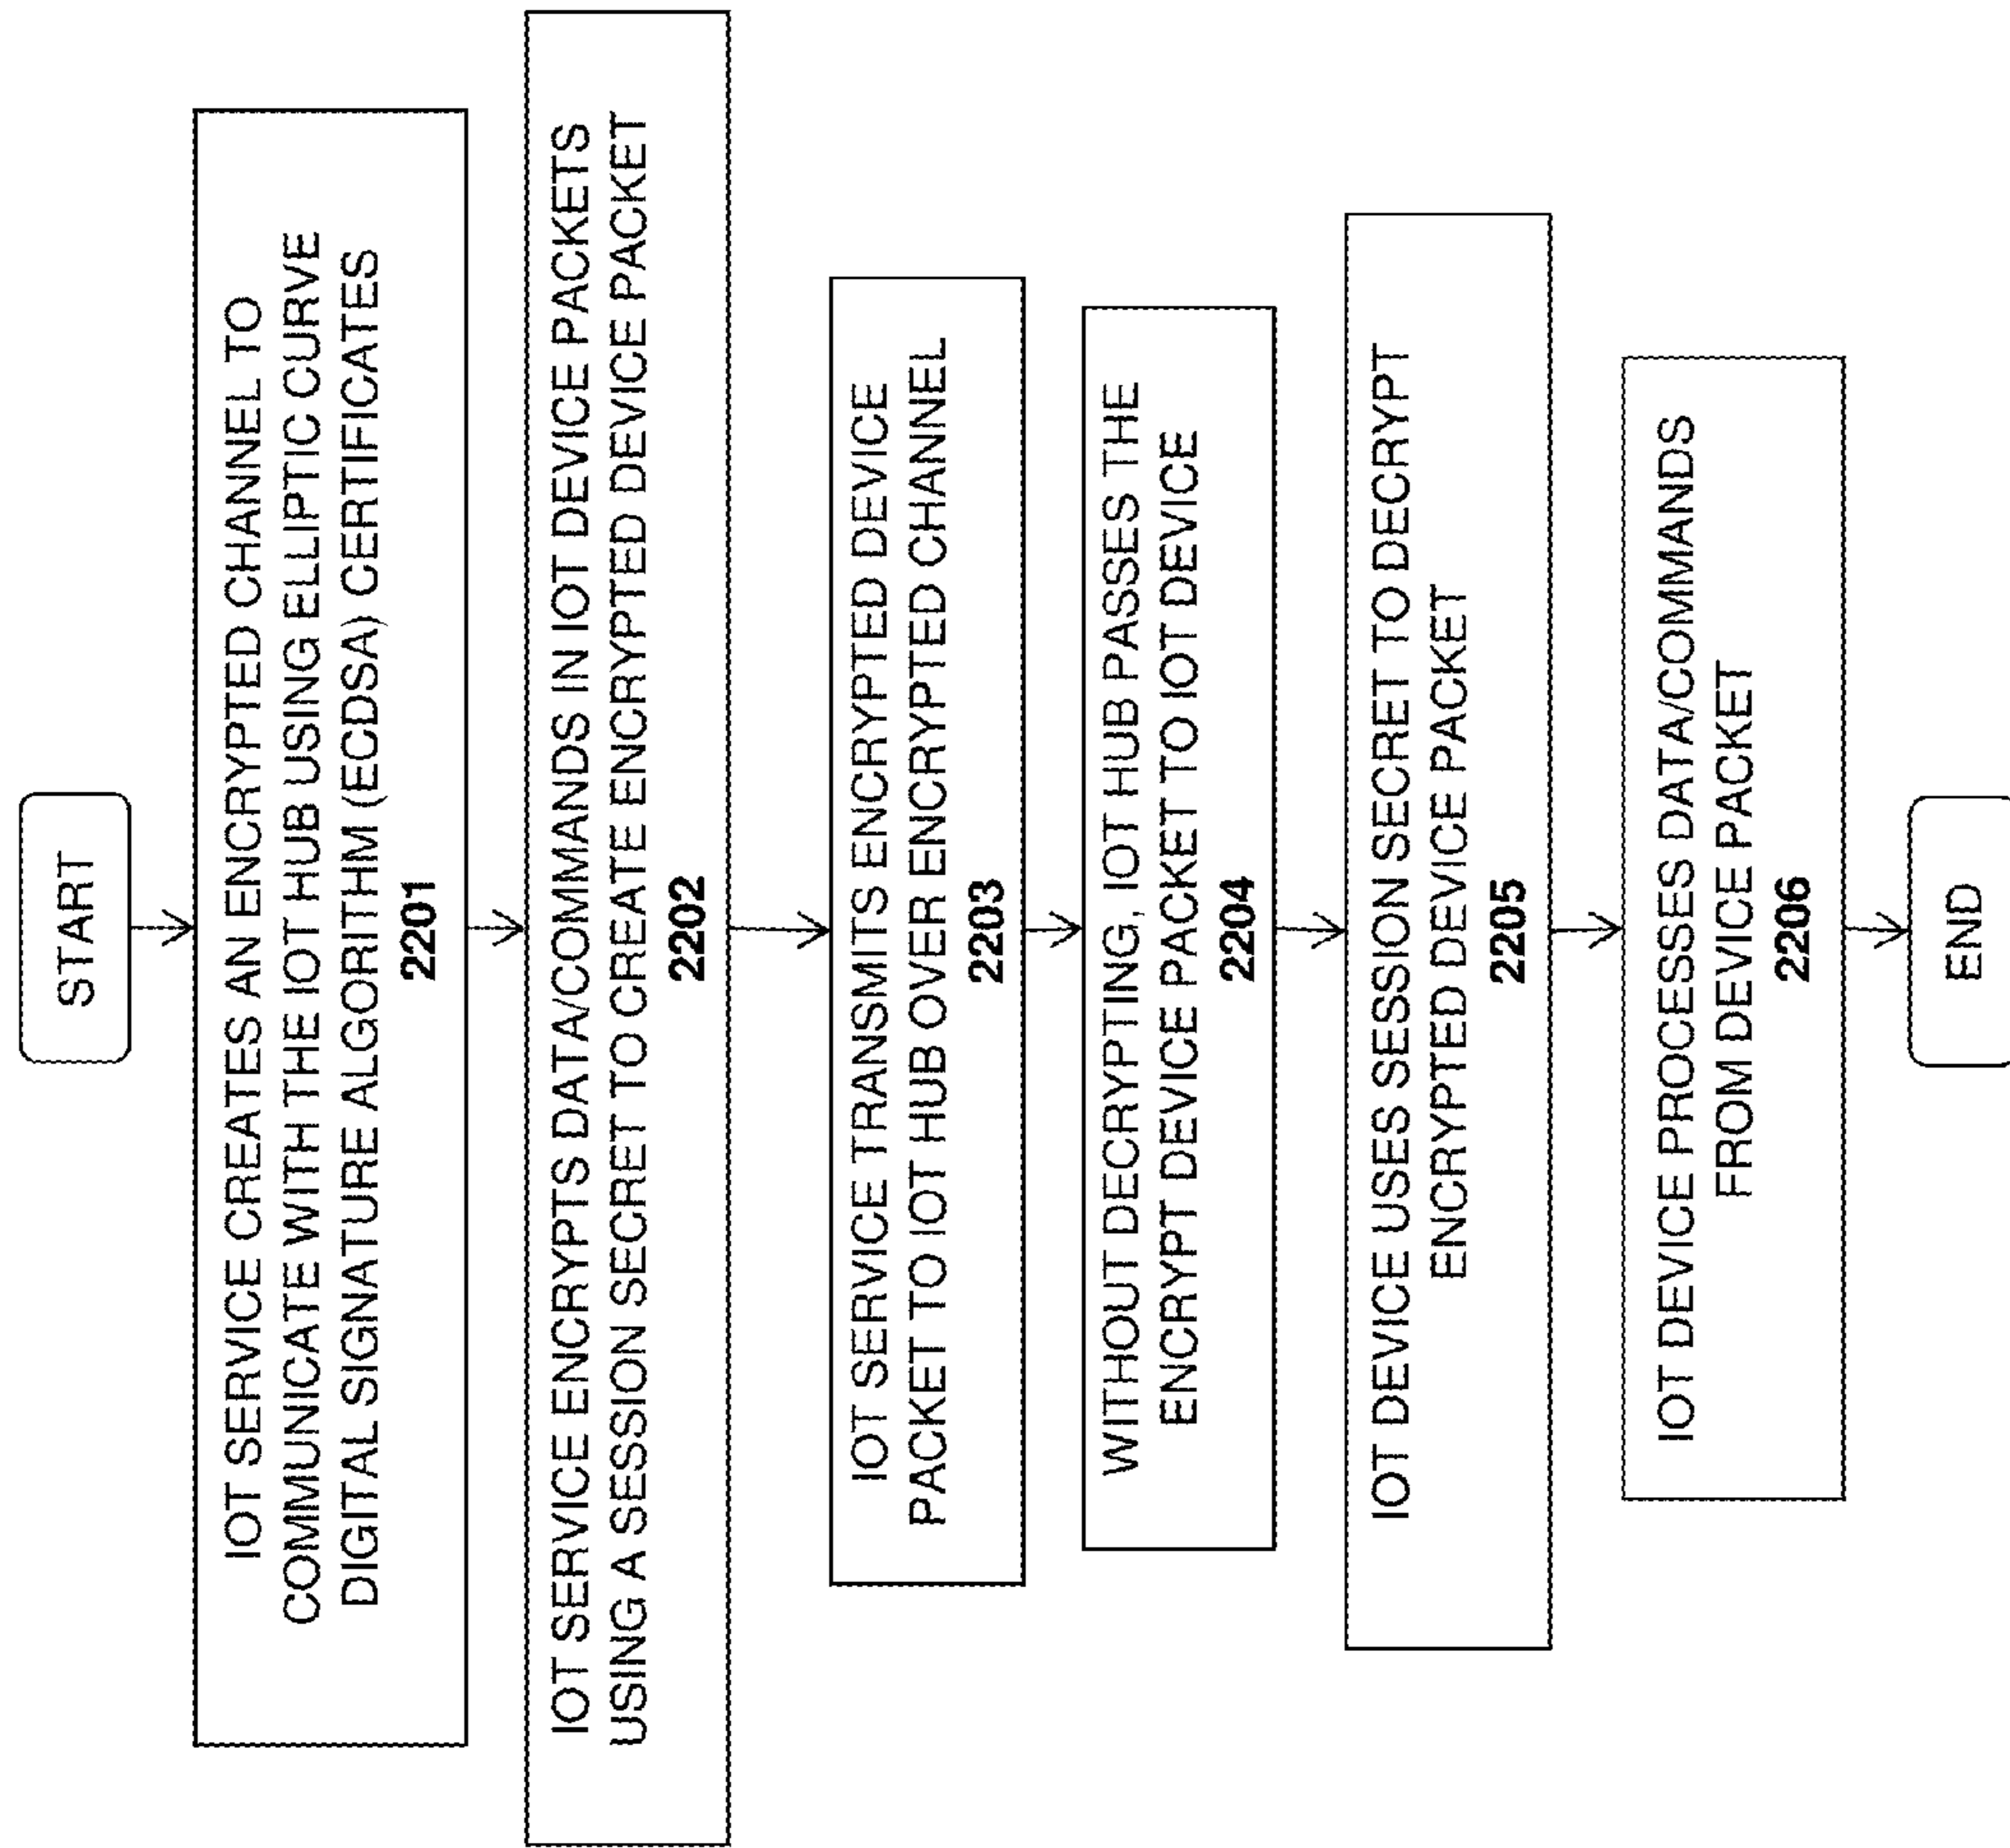 START
IOT SERVICE CREATES AN ENCRYPTED CHANNEL TO
COMMUNICATE WITH THE IOT HUB USING ELLIPTIC CURVE
DIGITAL SIGNATURE ALGORITHM (ECDSA) CERTIFICATES
2201
IOT SERVICE ENCRYPTS DATA/COMMANDS IN IOT DEVICE PACKETS
USING A SESSION SECRET TO CREATE ENCRYPTED DEVICE PACKET
2202
IOT SERVICE TRANSMITS ENCRYPTED DEVICE
PACKET TO IOT HUB OVER ENCRYPTED CHANNEL
2203
WITHOUT DECRYPTING, IOT HUB PASSES THE
ENCRYPT DEVICE PACKET TO IOT DEVICE
2204
IOT DEVICE USES SESSION SECRET TO DECRYPT
ENCRYPTED DEVICE PACKET
2205
IOT DEVICE PROCESSES DATA/COMMANDS
FROM DEVICE PACKET
2206
END